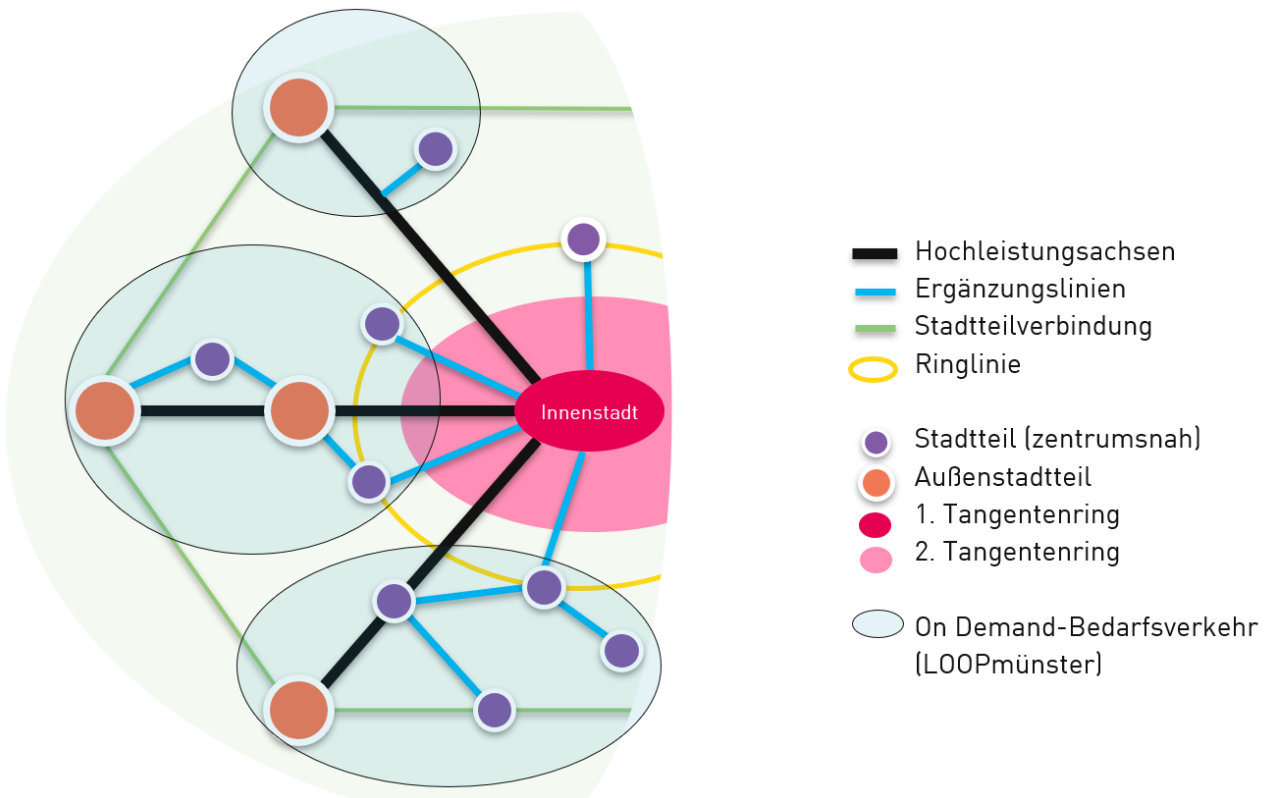 Innenstadt
Hochleistungsachsen
Ergänzungslinien
Stadtteilverbindung
Ringlinie
Stadtteil (zentrumsnah)
Außenstadtteil
1. Tangentenring
2. Tangentenring
On Demand-Bedarfsverkehr
(LOOPmünster)